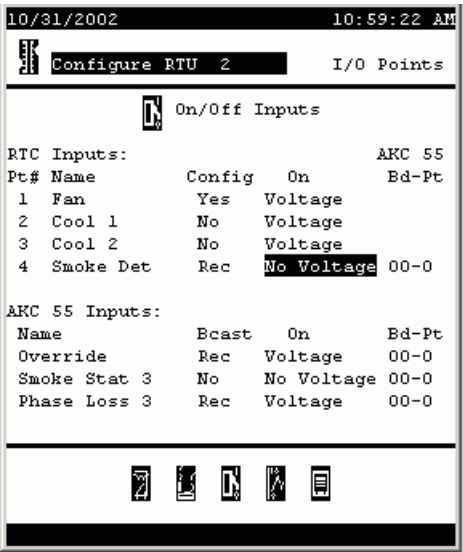 10/31/2002 10:59:22 AM
Configure RTU 2 I/O Points
On/Off Inputs
RTC Inputs: AKC 55
Pt# Name Config On Bd-Pt
1 Fan Yes Voltage
2 Cool 1 No Voltage
3 Cool 2 No Voltage
4 Smoke Det Rec No Voltage 00-0
AKC 55 Inputs:
Name Bcast On Bd-Pt
Override Rec Voltage 00-0
Smoke Stat 3 No No Voltage 00-0
Phase Loss 3 Rec Voltage 00-0